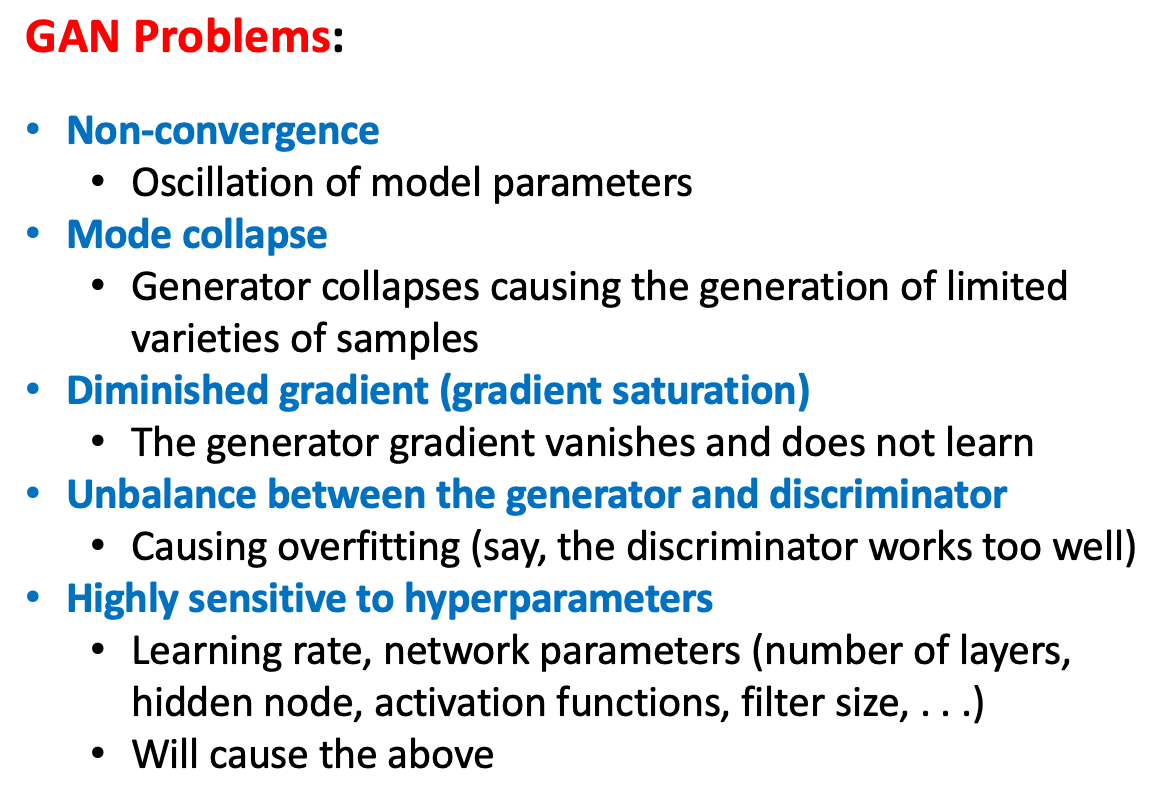 GAN Problems:
• Non-convergence
• Oscillation of model parameters
• Mode collapse
• Generator collapses causing the generation of limited
varieties of samples
• Diminished gradient (gradient saturation)
• The generator gradient vanishes and does not learn
• Unbalance between the generator and discriminator
• Causing overfitting (say, the discriminator works too well)
• Highly sensitive to hyperparameters
• Learning rate, network parameters (number of layers,
hidden node, activation functions, filter size, . . .)
• Will cause the above